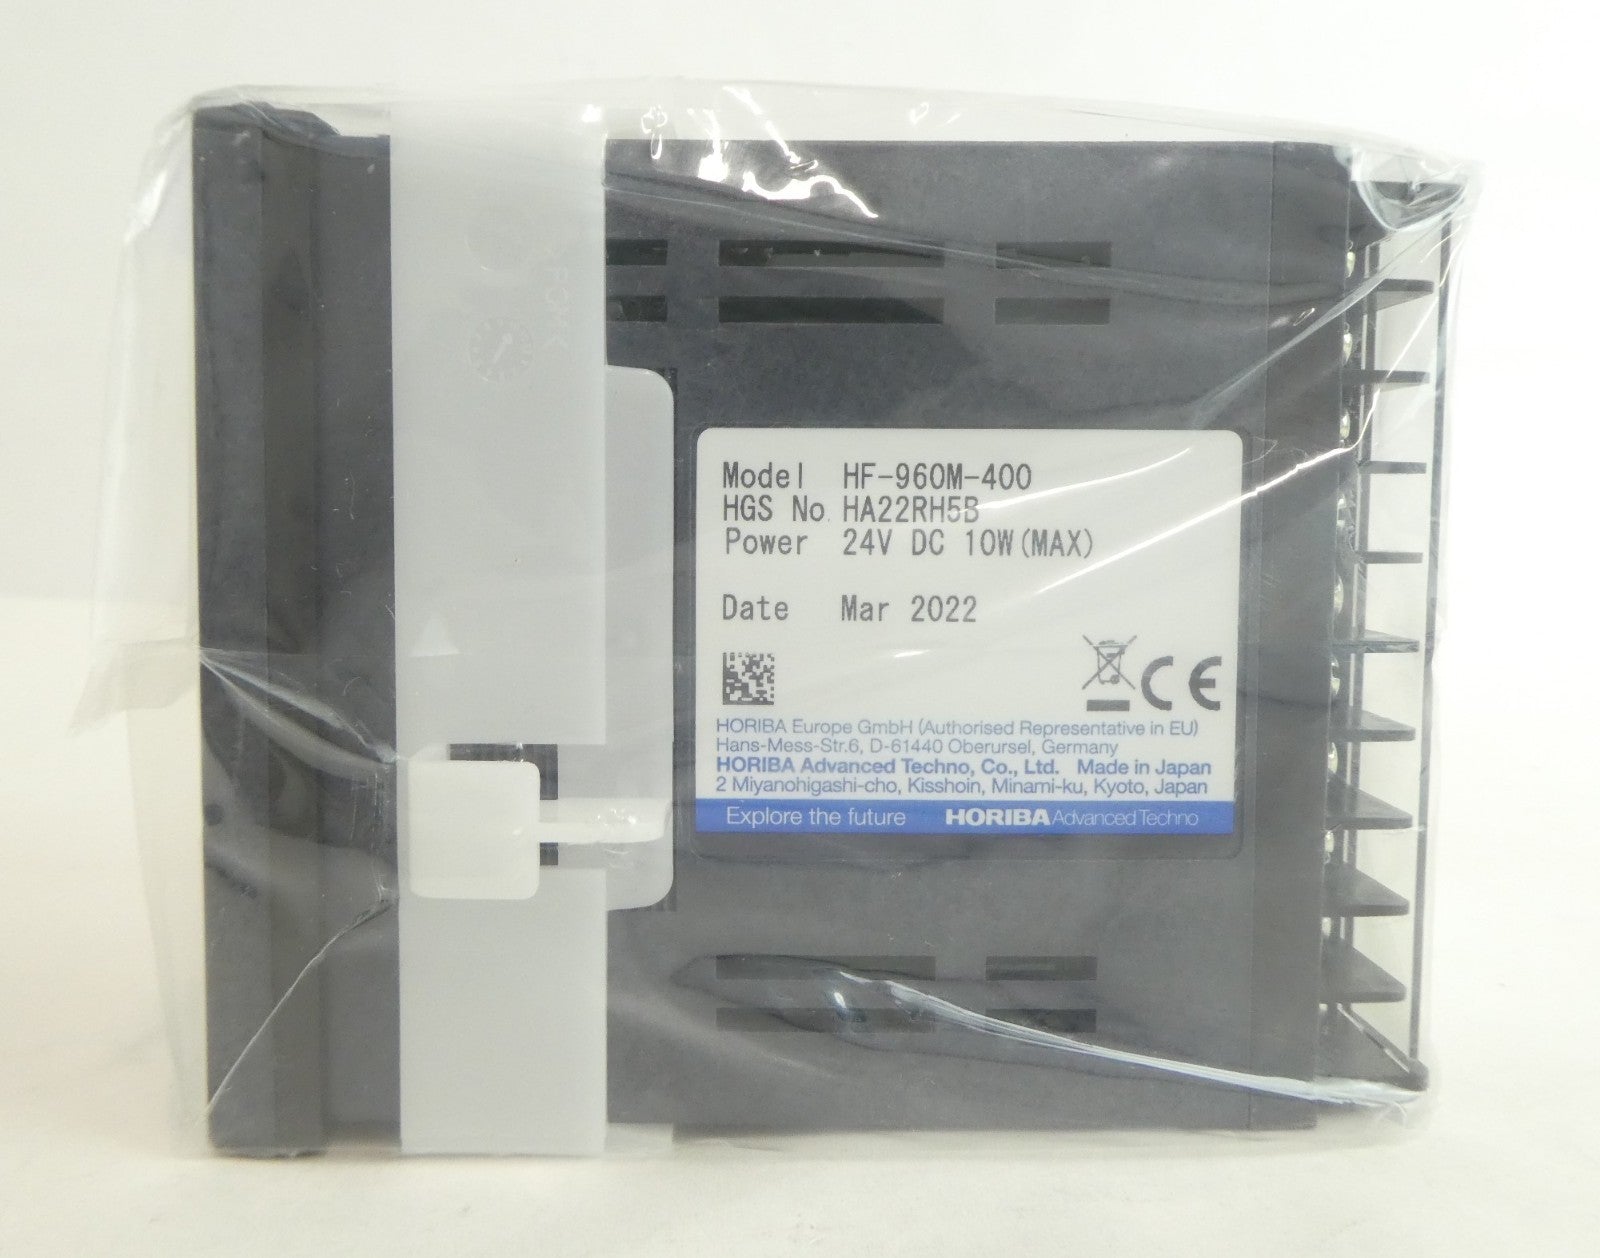 Model HF-960M-400
HGS No. HA22RH5B
Power 24V DC 10W(MAX)
Date Mar 2022
CE
HORIBA Europe GmbH (Authorised Representative in EU)
Hans-Mess-Str.6, D-61440 Oberursel, Germany
HORIBA Advanced Techno, Co., Ltd. Made in Japan
2 Miyanohigashi-cho, Kisshoin, Minami-ku, Kyoto, Japan
Explore the future HORIBA Advanced Techno